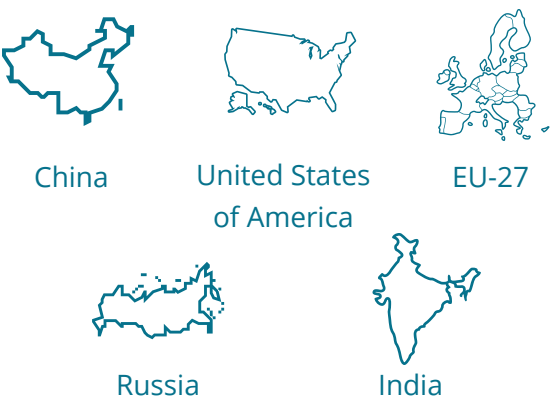 China
United States
of America
EU-27
Russia
India